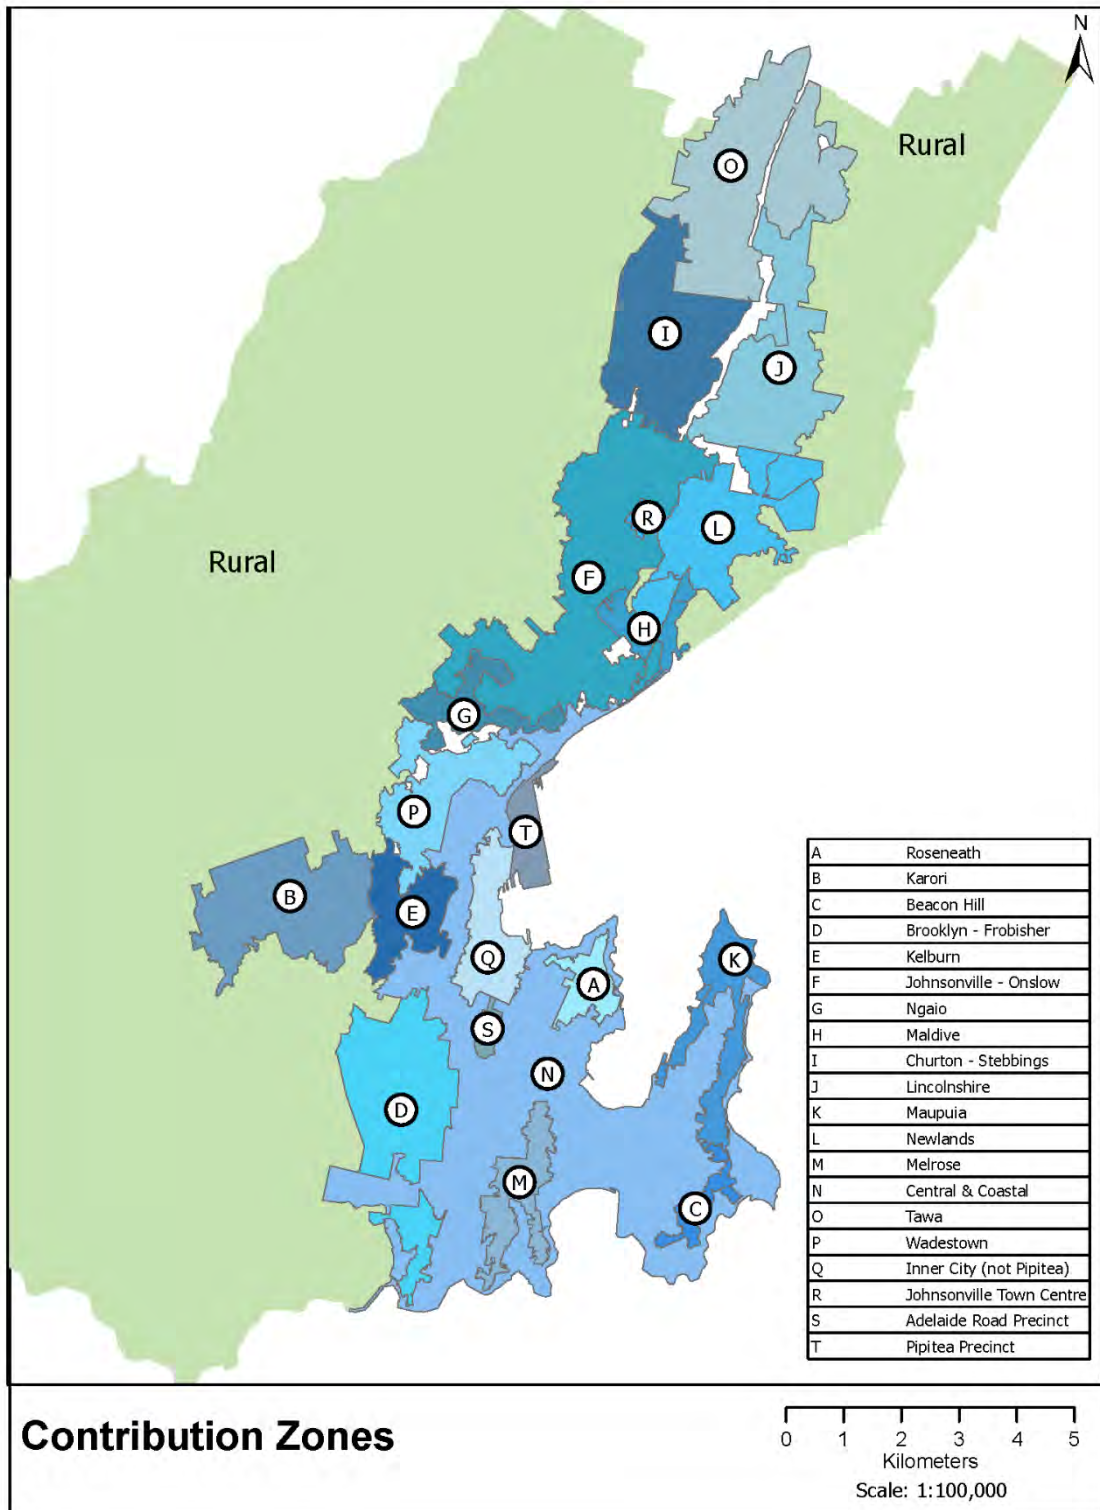 N
Rural
O
I
J
R
L
Rural
F
H
G
P
T
B
E
Q
K
A
S
N
D
M
C
A Roseneath
B Karori
C Beacon Hill
D Brooklyn - Frobisher
E Kelburn
F Johnsonville - Onslow
G Ngaio
H Maldive
I Churton - Stebbings
J Lincolnshire
K Maupuia
L Newlands
M Melrose
N Central & Coastal
O Tawa
P Wadestown
Q Inner City (not Pipitea)
R Johnsonville Town Centre
S Adelaide Road Precinct
T Pipitea Precinct
Contribution Zones
0 1 2 3 4 5
Kilometers
Scale: 1:100,000